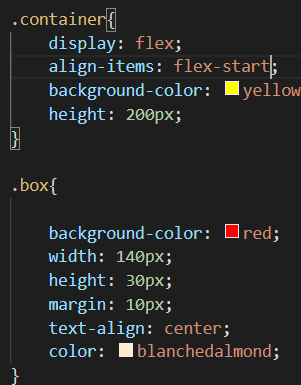 .container{
display: flex;
align-items: flex-start;
background-color: yellow
height: 200px;
}
.box{
background-color: red;
width: 140px;
height: 30px;
margin: 10px;
text-align: center;
color: blanchedalmond;
}